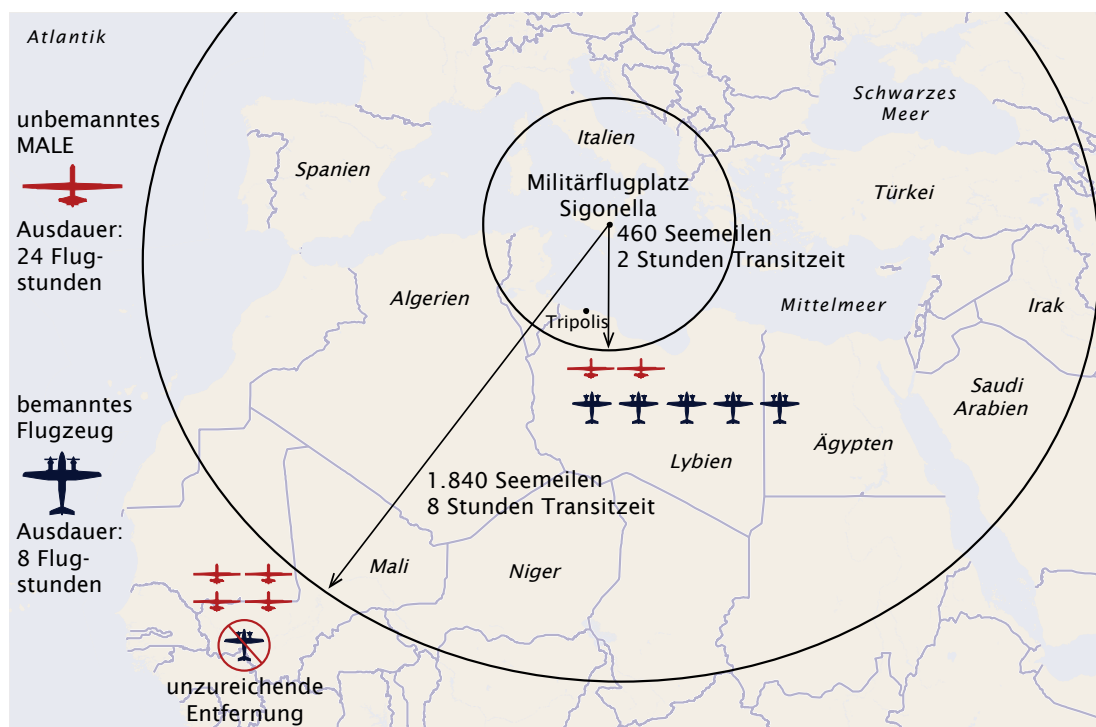 Atlantik
unbemanntes
MALE
Ausdauer:
24 Flug-
stunden
bemanntes
Flugzeug
Ausdauer:
8 Flug-
stunden
Spanien
Italien
Militärflugplatz
Sigonella
460 Seemeilen
2 Stunden Transitzeit
Schwarzes
Meer
Türkei
Algerien
Tripolis
Mittelmeer
Irak
Saudi
Arabien
Lybien
Ägypten
1.840 Seemeilen
8 Stunden Transitzeit
Mali
Niger
unzureichende
Entfernung